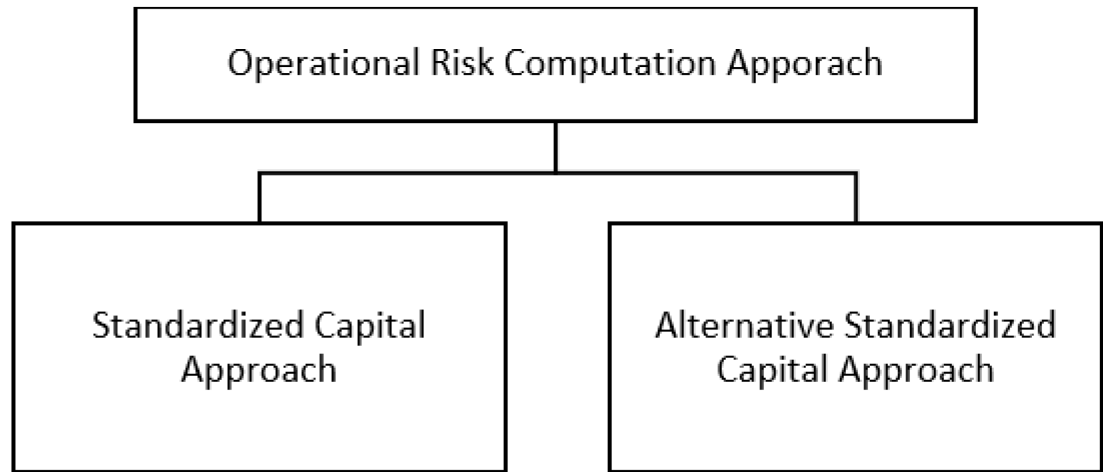 Operational Risk Computation Apporach
Standardized Capital
Approach
Alternative Standardized
Capital Approach